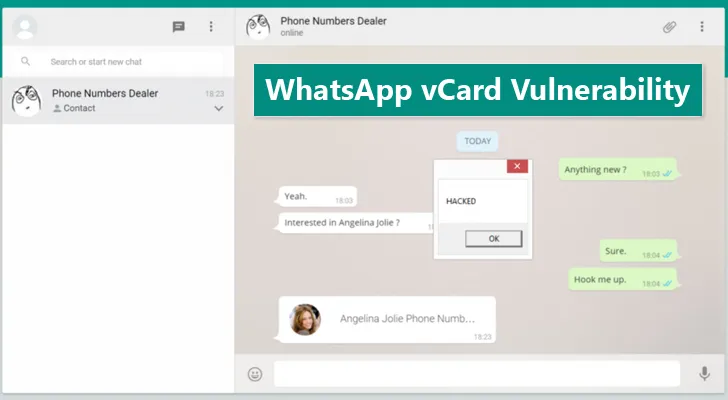 Phone Numbers Dealer
online
Search or start new chat
WhatsApp vCard Vulnerability
Phone Numbers Dealer
18:23
Contact
TODAY
Anything new ?
18:03
HACKED
OK
Yeah.
18:03
Interested in Angelina Jolie ?
Sure.
18:04
Hook me up.
18:04
Angelina Jolie Phone Numb...
18:23